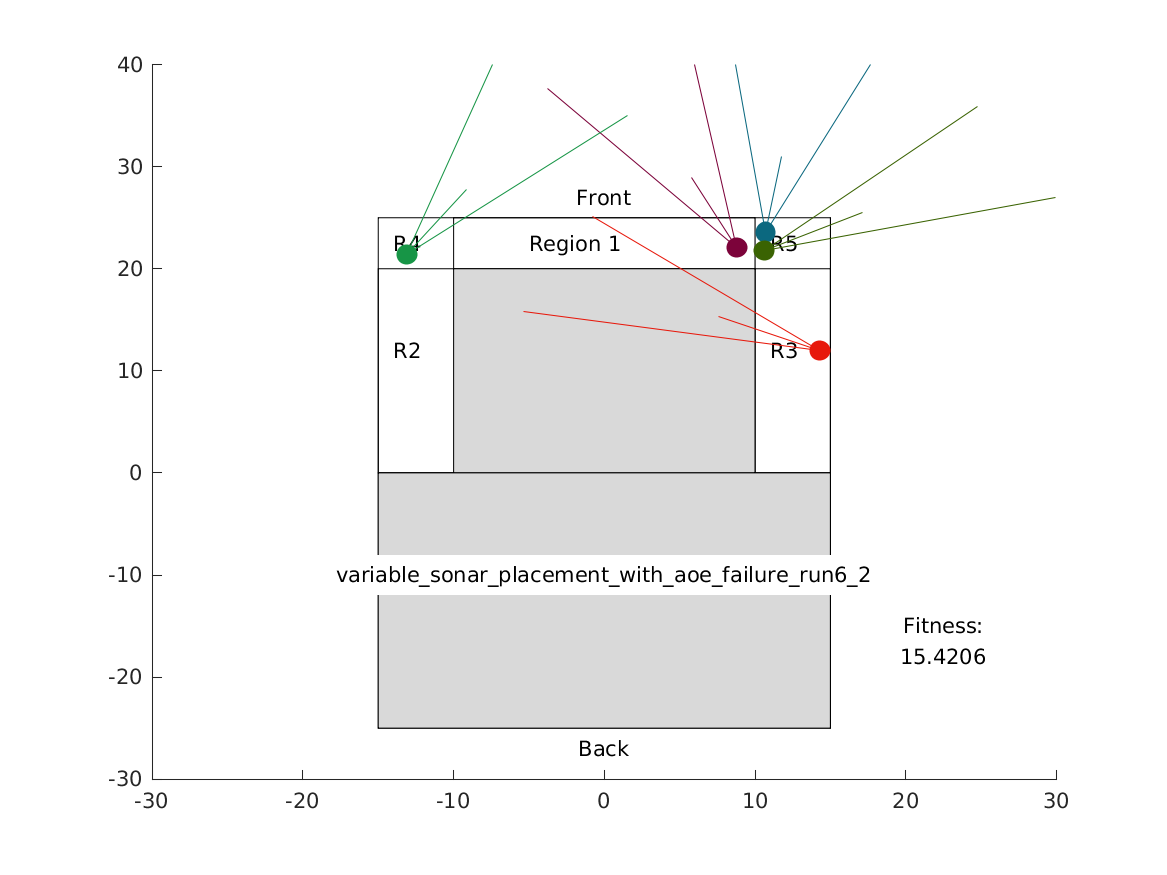 40
30
Front
R4
Region 1
R5
20
R2
R3
10
0
-10
variable_sonar_placement_with_aoe_failure_run6_2
Fitness:
15.4206
-20
Back
-30
-30
-20
-10
0
10
20
30